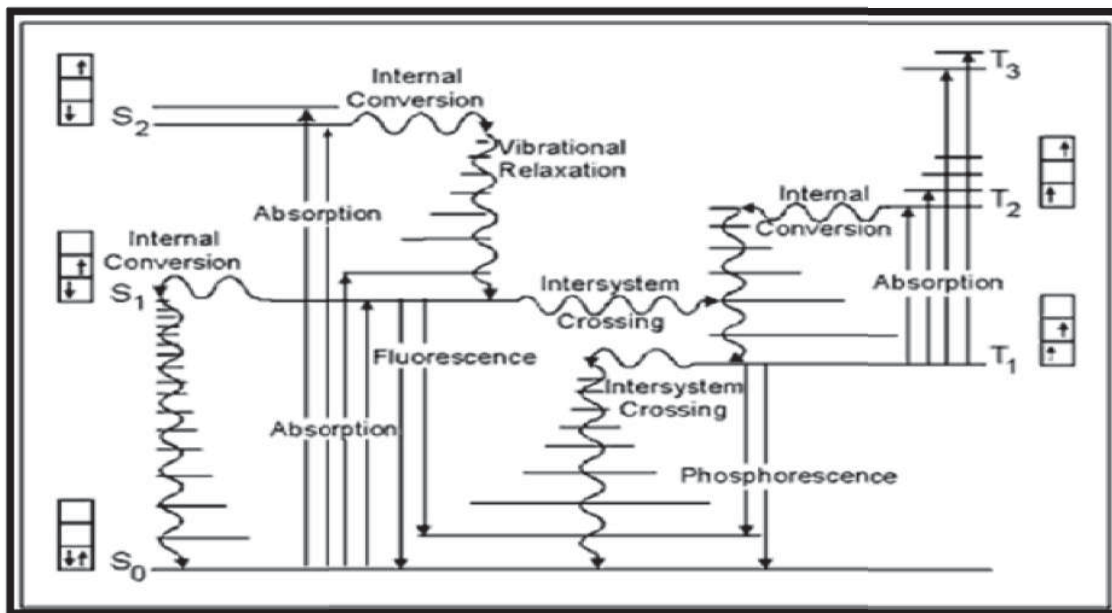 Internal
Conversion
S2
Vibrational
Relaxation
Absorption
Internal
Conversion
S1
Fluorescence
Absorption
S0
Intersystem
Crossing
Intersystem
Crossing
Phosphorescence
T3
Internal
Conversion
T2
Absorption
T1